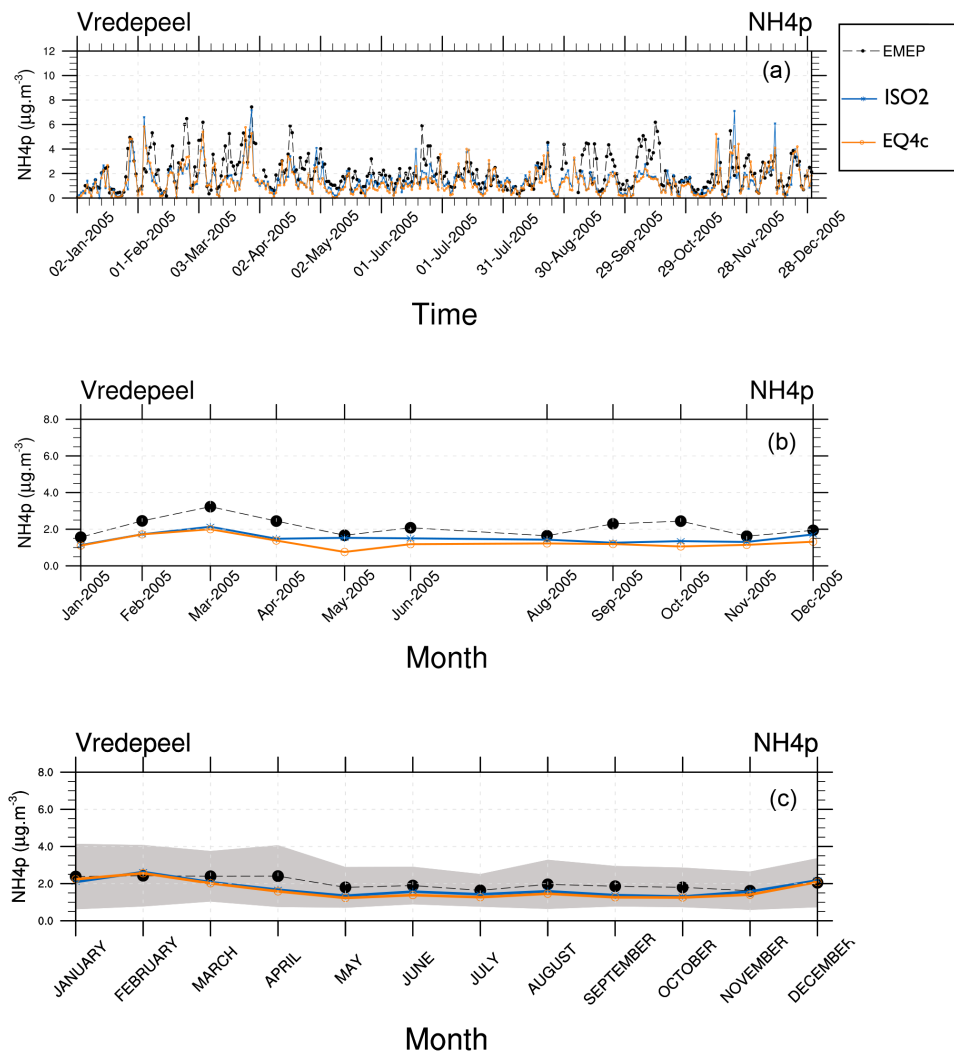 Vredepeel NH4p
12
10
8
6
4
2
0
NH4p (µg.m-3)
(a)
EMEP
ISO2
EQ4c
02-Jan-2005
01-Feb-2005
03-Mar-2005
02-Apr-2005
02-May-2005
01-Jun-2005
01-Jul-2005
31-Jul-2005
30-Aug-2005
29-Sep-2005
29-Oct-2005
28-Nov-2005
28-Dec-2005
Time
Vredepeel NH4p
8.0
6.0
4.0
2.0
0.0
NH4p (µg.m-3)
(b)
Jan-2005
Feb-2005
Mar-2005
Apr-2005
May-2005
Jun-2005
Aug-2005
Sep-2005
Oct-2005
Nov-2005
Dec-2005
Month
Vredepeel NH4p
8.0
6.0
4.0
2.0
0.0
NH4p (µg.m-3)
(c)
JANUARY
FEBRUARY
MARCH
APRIL
MAY
JUNE
JULY
AUGUST
SEPTEMBER
OCTOBER
NOVEMBER
DECEMBER
Month